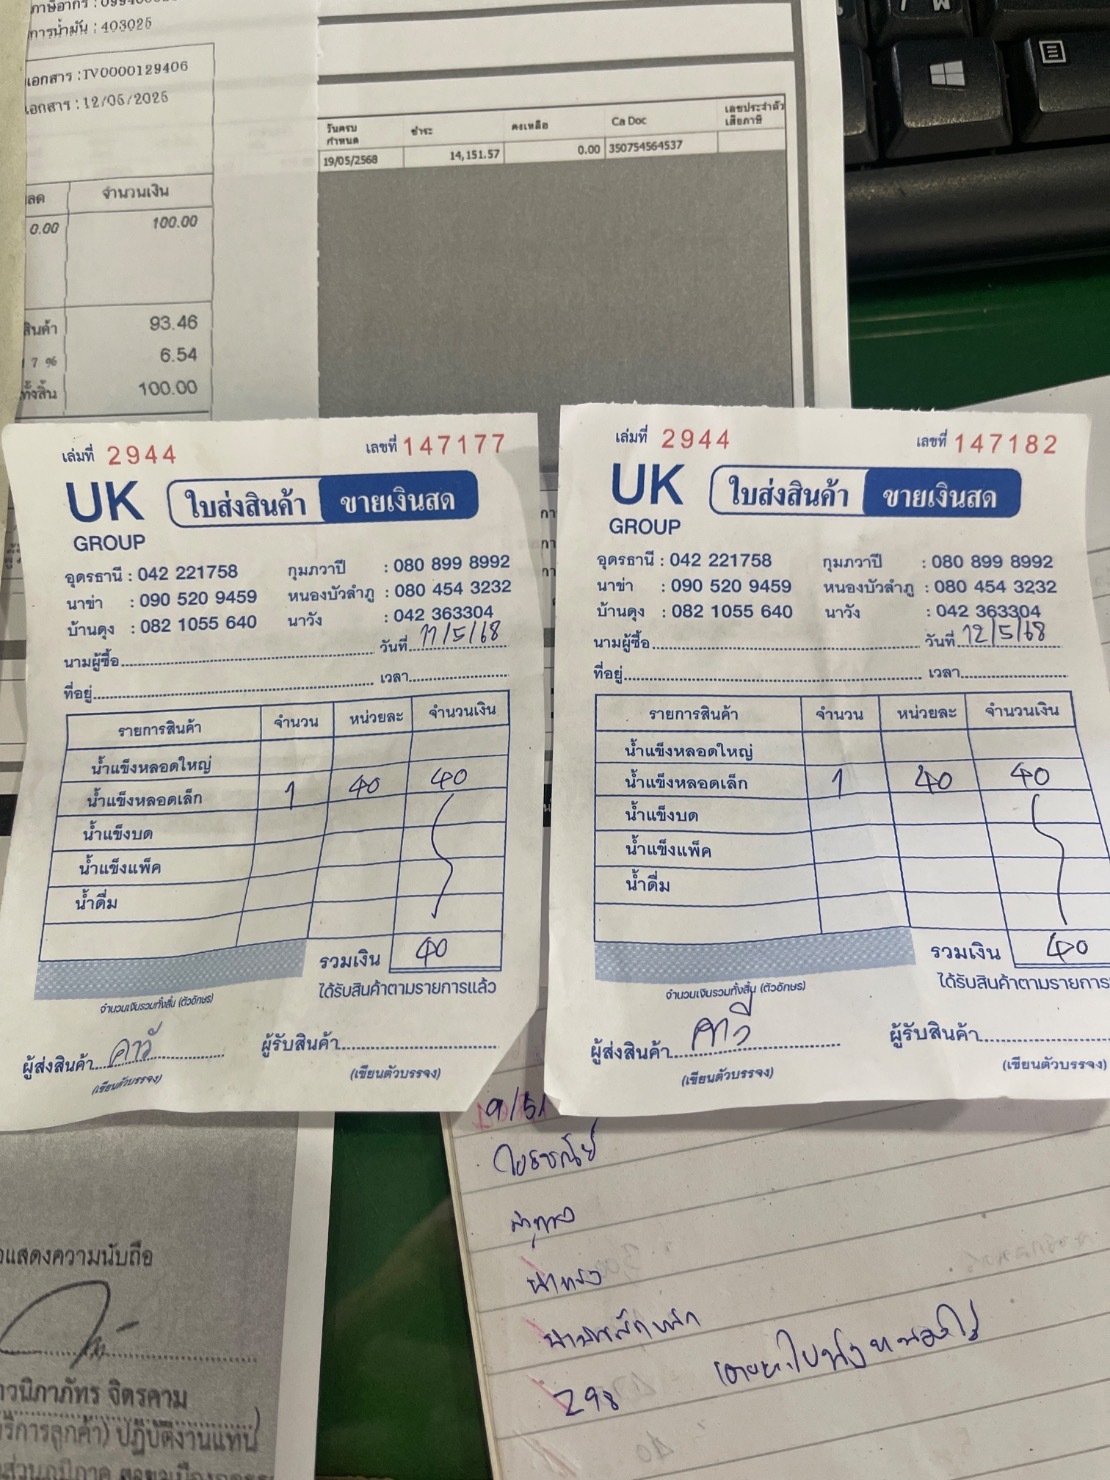 การน้ำมัน : 403025
เอกสาร : IV0000129406
เอกสาร : 12/05/2025
จำนวนเงิน
0.00 100.00
สินค้า 93.46
7 % 6.54
ทั้งสิ้น 100.00
วันครบกำหนด ชำระ คงเหลือ Ca Doc เลขประจำตัวเสียภาษี
19/05/2568 14,151.57 0.00 350754564537
เล่มที่ 2944 เลขที่ 147177
UK GROUP
ใบส่งสินค้า ขายเงินสด
อุดรธานี : 042 221758 กุมภวาปี : 080 899 8992
นาข่า : 090 520 9459 หนองบัวลำภู : 080 454 3232
บ้านดุง : 082 1055 640 นาวัง : 042 363304
นามผู้ซื้อ วันที่ 11/5/68
ที่อยู่ เวลา
รายการสินค้า จำนวน หน่วยละ จำนวนเงิน
น้ำแข็งหลอดใหญ่
น้ำแข็งหลอดเล็ก 1 40 40
น้ำแข็งบด
น้ำแข็งแพ็ค
น้ำดื่ม
รวมเงิน 40
จำนวนเงินรวมทั้งสิ้น (ตัวอักษร)
ได้รับสินค้าตามรายการแล้ว
ผู้ส่งสินค้า ผู้รับสินค้า
(เขียนตัวบรรจง) (เขียนตัวบรรจง)
เล่มที่ 2944 เลขที่ 147182
UK GROUP
ใบส่งสินค้า ขายเงินสด
อุดรธานี : 042 221758 กุมภวาปี : 080 899 8992
นาข่า : 090 520 9459 หนองบัวลำภู : 080 454 3232
บ้านดุง : 082 1055 640 นาวัง : 042 363304
นามผู้ซื้อ วันที่ 12/5/68
ที่อยู่ เวลา
รายการสินค้า จำนวน หน่วยละ จำนวนเงิน
น้ำแข็งหลอดใหญ่
น้ำแข็งหลอดเล็ก 1 40 40
น้ำแข็งบด
น้ำแข็งแพ็ค
น้ำดื่ม
รวมเงิน 40
จำนวนเงินรวมทั้งสิ้น (ตัวอักษร)
ได้รับสินค้าตามรายการ
ผู้ส่งสินค้า ผู้รับสินค้า
(เขียนตัวบรรจง) (เขียนตัวบรรจง)
298
แสดงความนับถือ
วนิภาภัทร จิตรคาม
ริการลูกค้า) ปฏิบัติงานแทน